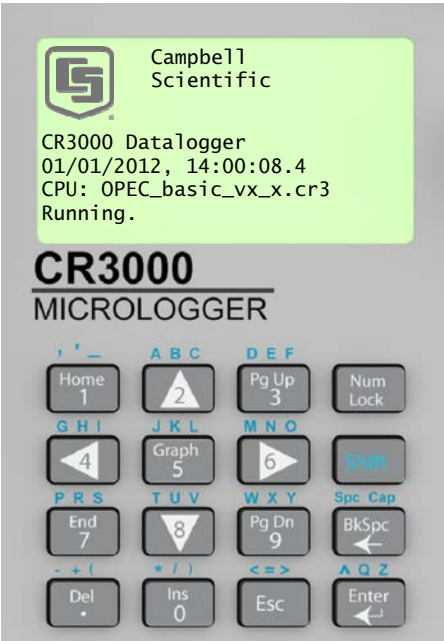 Campbell
Scientific
CR3000 Datalogger
01/01/2012, 14:00:08.4
CPU: OPEC_basic_vx_x.cr3
Running.
CR3000
MICROLOGGER
, ' _ A B C D E F
Home 1 2 Pg Up 3 Num Lock
G H I J K L M N O
4 Graph 5 6 Shift
P R S T U V W X Y Spc Cap
End 7 8 Pg Dn 9 BkSpc
- + ( * / ) < = > ∧ Q Z
Del . Ins 0 Esc Enter